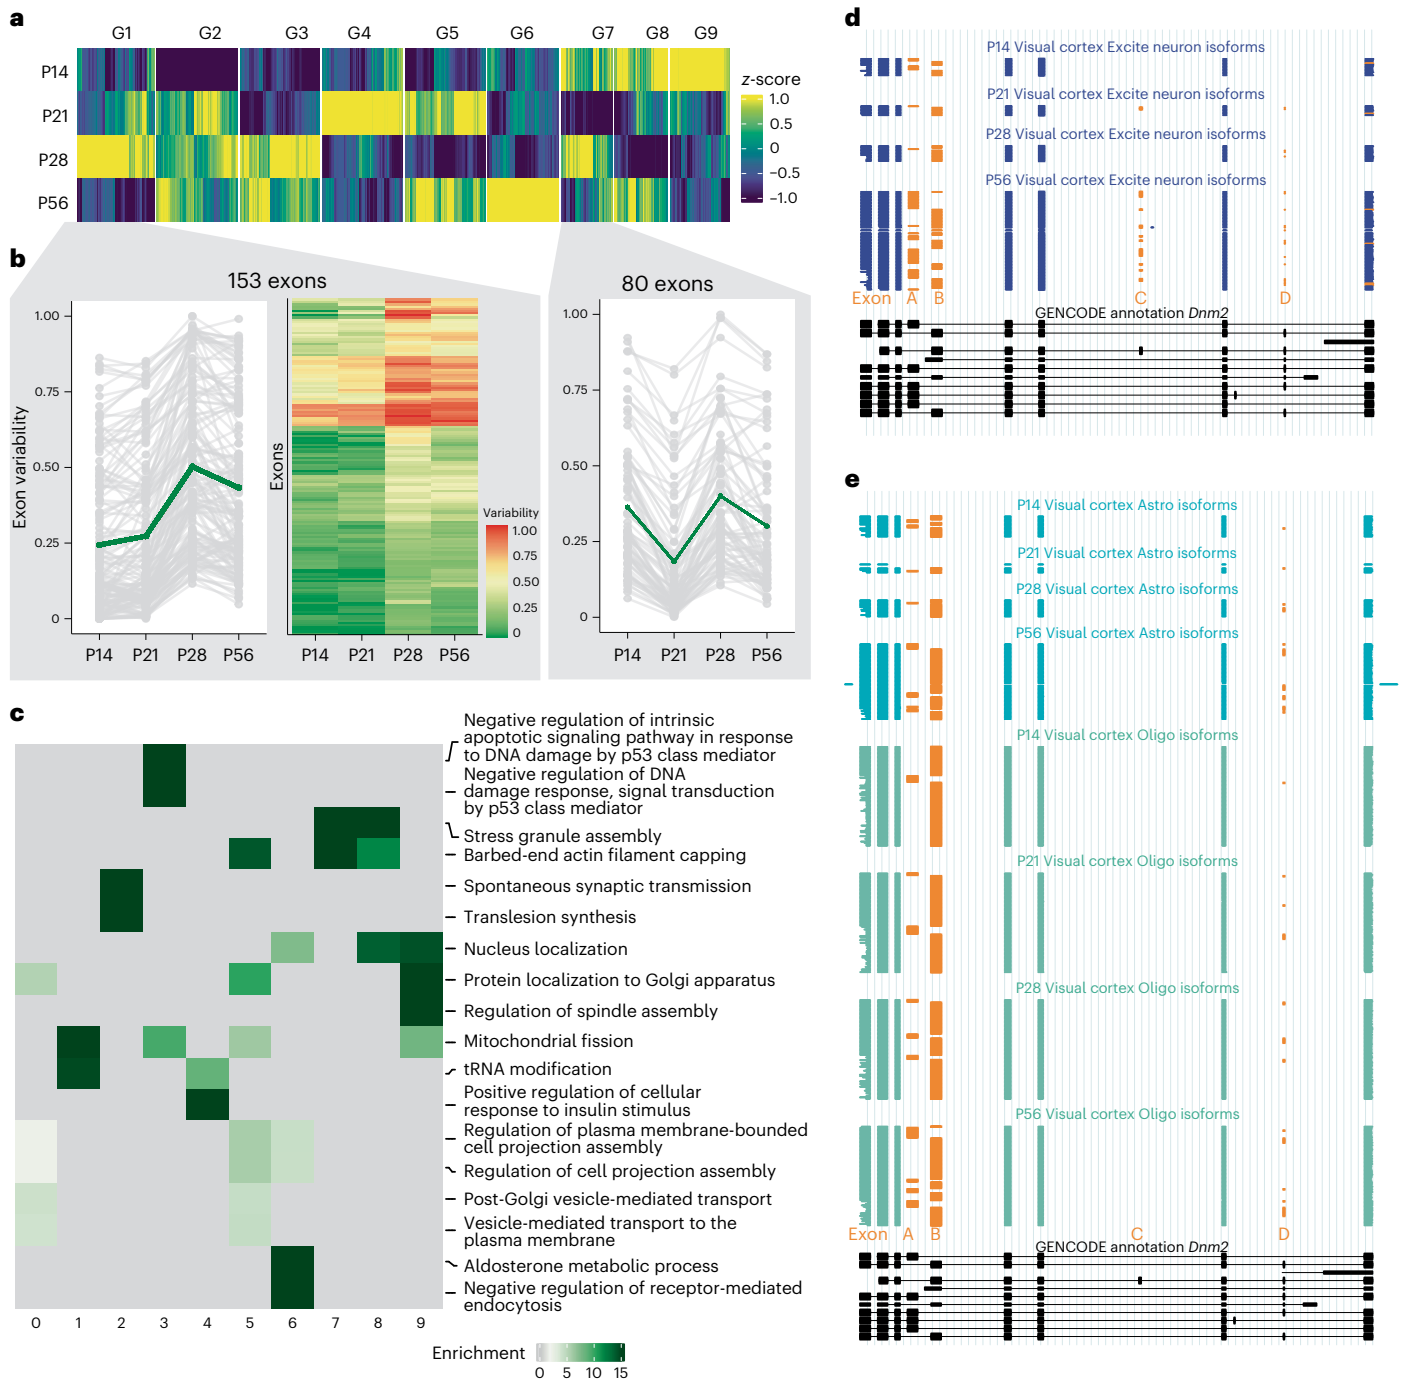 a
G1 G2 G3 G4 G5 G6 G7 G8 G9
P14
P21
P28
P56
z-score
1.0
0.5
0
−0.5
−1.0
b
153 exons
Exon variability
1.00
0.75
0.50
0.25
0
P14 P21 P28 P56
Exons
P14 P21 P28 P56
Variability
1.00
0.75
0.50
0.25
0
80 exons
1.00
0.75
0.50
0.25
0
P14 P21 P28 P56
c
Negative regulation of intrinsic
apoptotic signaling pathway in response
to DNA damage by p53 class mediator
Negative regulation of DNA
damage response, signal transduction
by p53 class mediator
Stress granule assembly
Barbed-end actin filament capping
Spontaneous synaptic transmission
Translesion synthesis
Nucleus localization
Protein localization to Golgi apparatus
Regulation of spindle assembly
Mitochondrial fission
tRNA modification
Positive regulation of cellular
response to insulin stimulus
Regulation of plasma membrane-bounded
cell projection assembly
Regulation of cell projection assembly
Post-Golgi vesicle-mediated transport
Vesicle-mediated transport to the
plasma membrane
Aldosterone metabolic process
Negative regulation of receptor-mediated
endocytosis
0 1 2 3 4 5 6 7 8 9
Enrichment
0 5 10 15
d
P14 Visual cortex Excite neuron isoforms
P21 Visual cortex Excite neuron isoforms
P28 Visual cortex Excite neuron isoforms
P56 Visual cortex Excite neuron isoforms
Exon A B C D
GENCODE annotation Dnm2
e
P14 Visual cortex Astro isoforms
P21 Visual cortex Astro isoforms
P28 Visual cortex Astro isoforms
P56 Visual cortex Astro isoforms
P14 Visual cortex Oligo isoforms
P21 Visual cortex Oligo isoforms
P28 Visual cortex Oligo isoforms
P56 Visual cortex Oligo isoforms
Exon A B C D
GENCODE annotation Dnm2